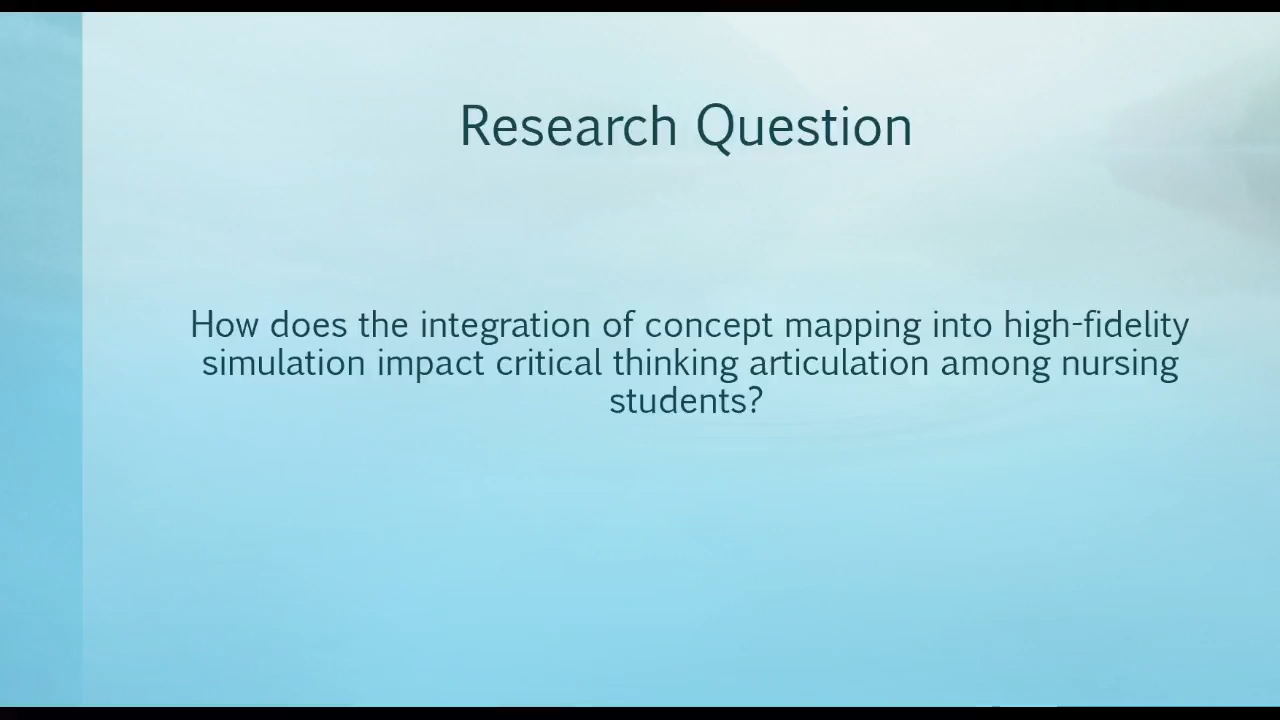 Research Question
How does the integration of concept mapping into high-fidelity
simulation impact critical thinking articulation among nursing
students?